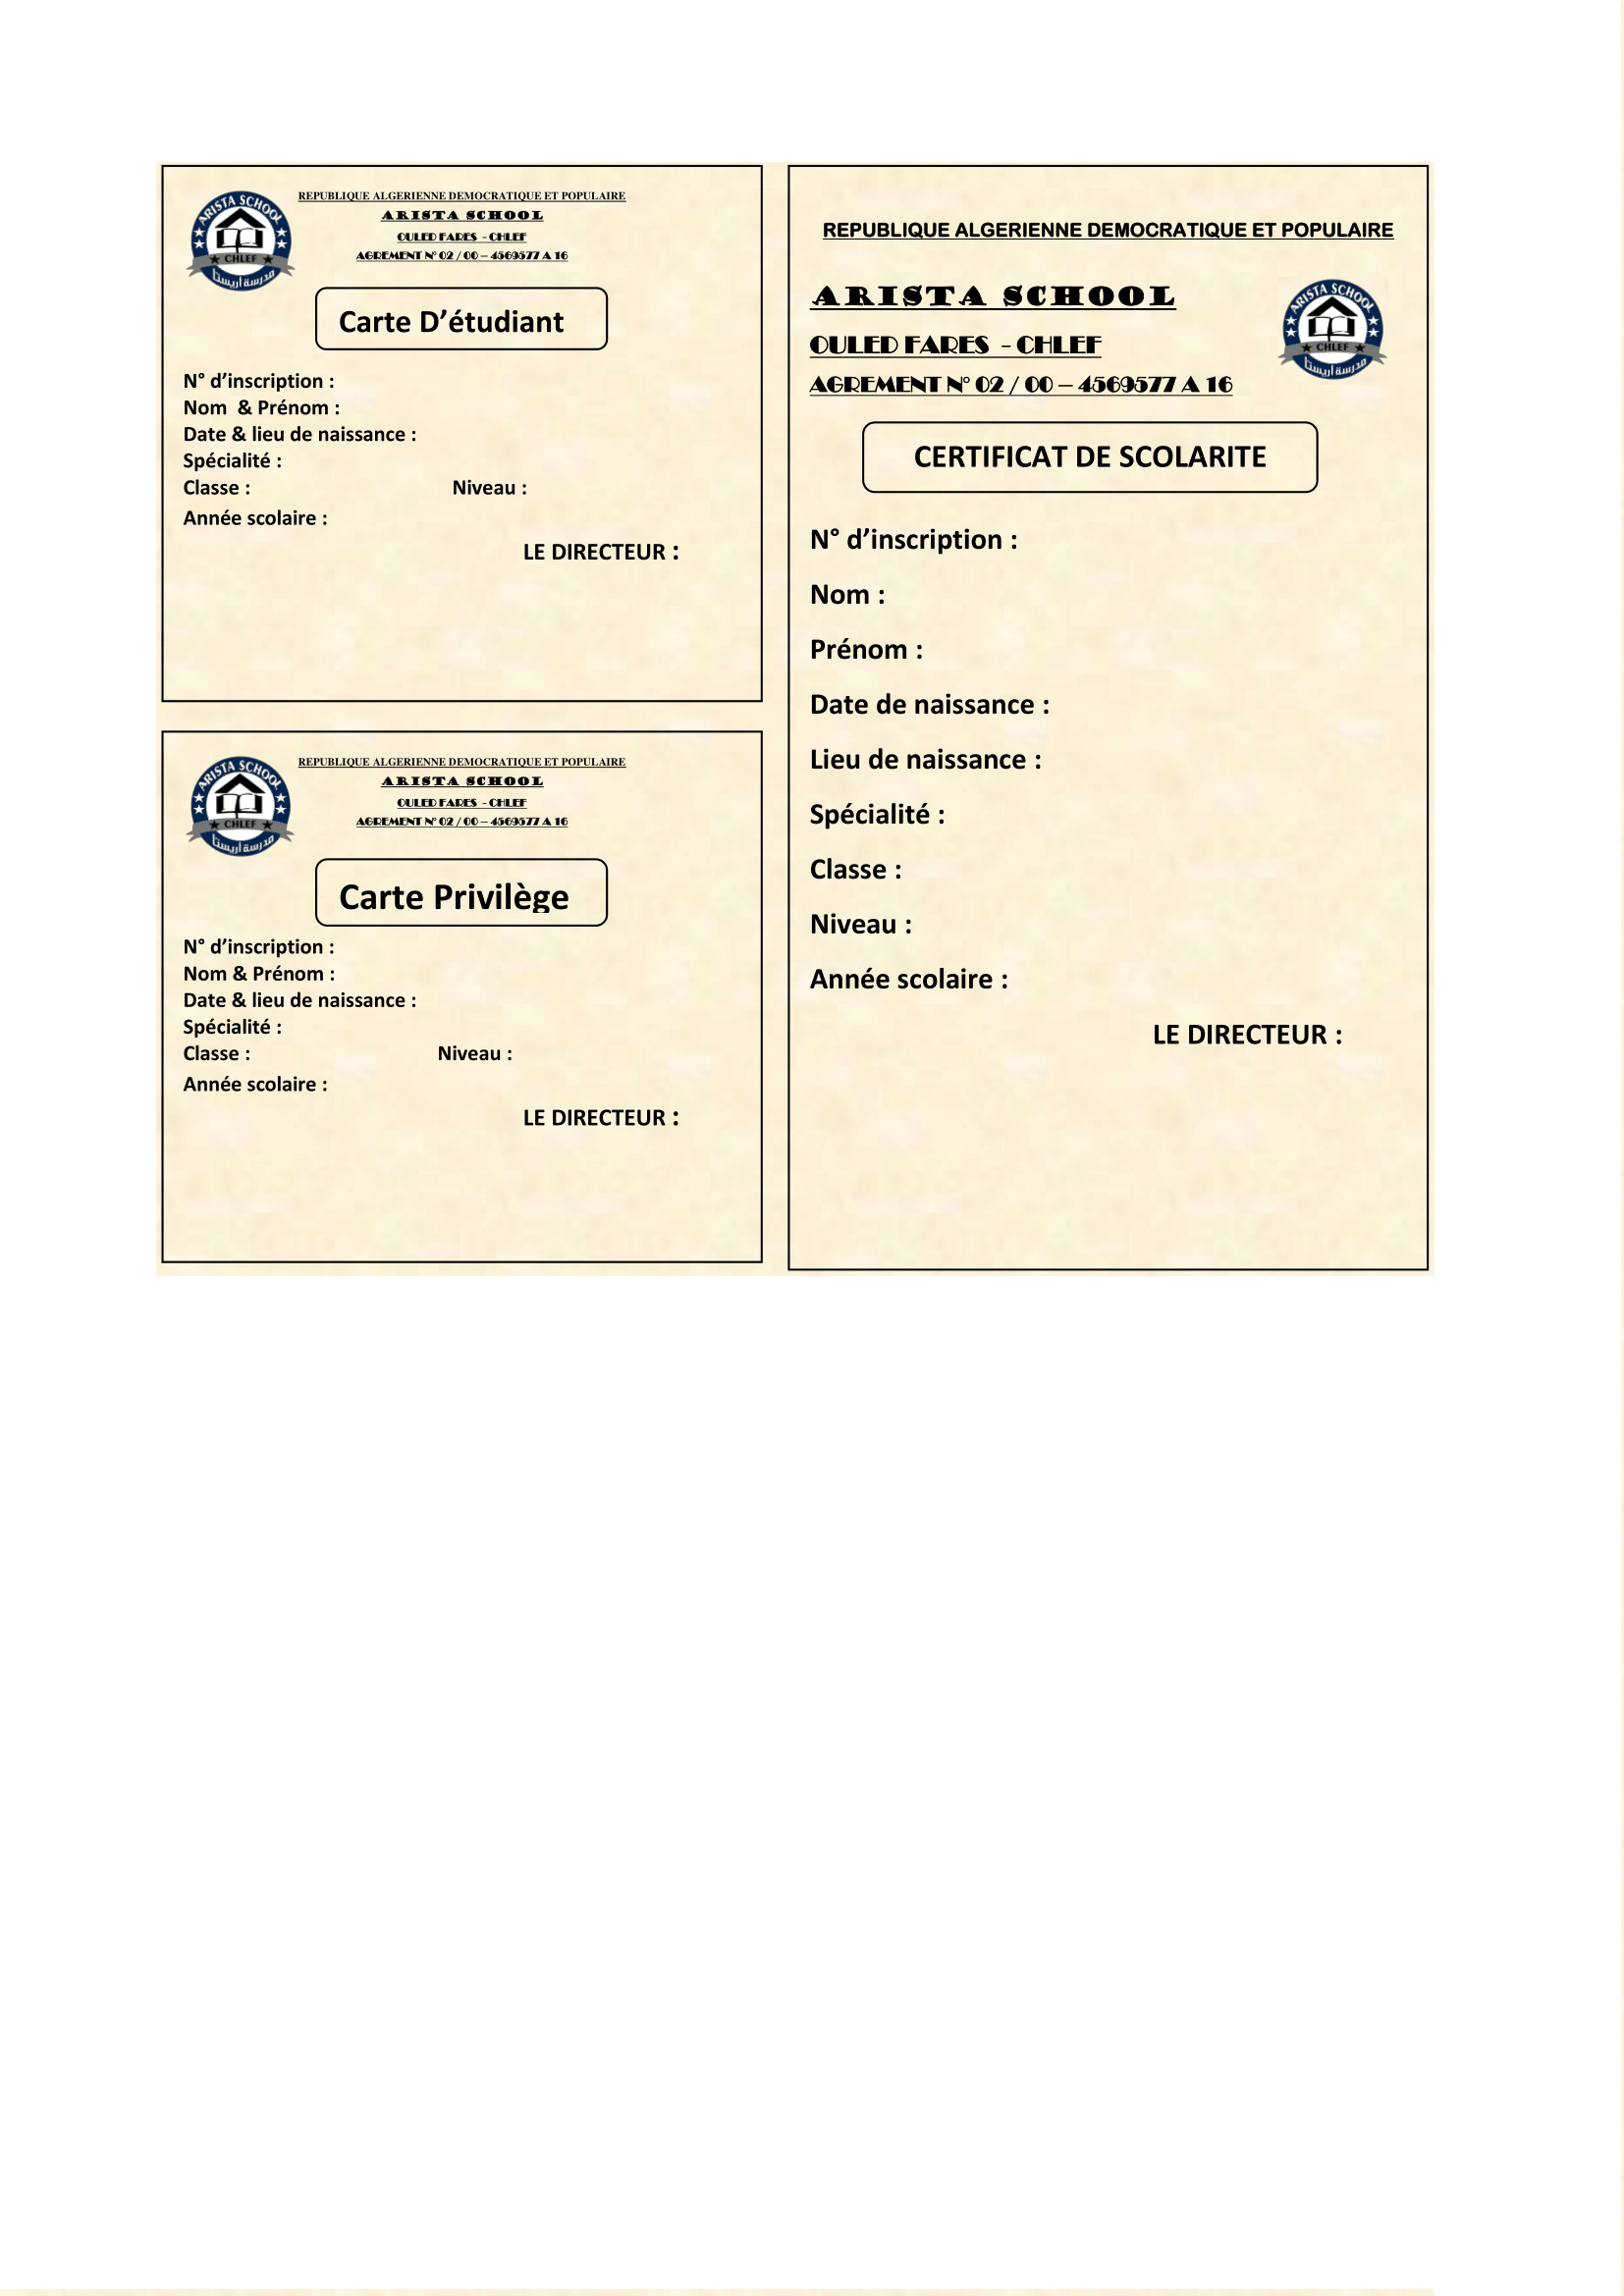 ARISTA SCHOOL
CHLEF
مدرسة اريستا
REPUBLIQUE ALGERIENNE DEMOCRATIQUE ET POPULAIRE
ARISTA SCHOOL
OULED FARES - CHLEF
AGREMENT N° 02 / 00 – 4569577 A 16
Carte D’étudiant
N° d’inscription :
Nom & Prénom :
Date & lieu de naissance :
Spécialité :
Classe : Niveau :
Année scolaire :
LE DIRECTEUR :
ARISTA SCHOOL
CHLEF
مدرسة اريستا
REPUBLIQUE ALGERIENNE DEMOCRATIQUE ET POPULAIRE
ARISTA SCHOOL
OULED FARES - CHLEF
AGREMENT N° 02 / 00 – 4569577 A 16
Carte Privilège
N° d’inscription :
Nom & Prénom :
Date & lieu de naissance :
Spécialité :
Classe : Niveau :
Année scolaire :
LE DIRECTEUR :
REPUBLIQUE ALGERIENNE DEMOCRATIQUE ET POPULAIRE
ARISTA SCHOOL
OULED FARES - CHLEF
AGREMENT N° 02 / 00 – 4569577 A 16
ARISTA SCHOOL
CHLEF
مدرسة اريستا
CERTIFICAT DE SCOLARITE
N° d’inscription :
Nom :
Prénom :
Date de naissance :
Lieu de naissance :
Spécialité :
Classe :
Niveau :
Année scolaire :
LE DIRECTEUR :